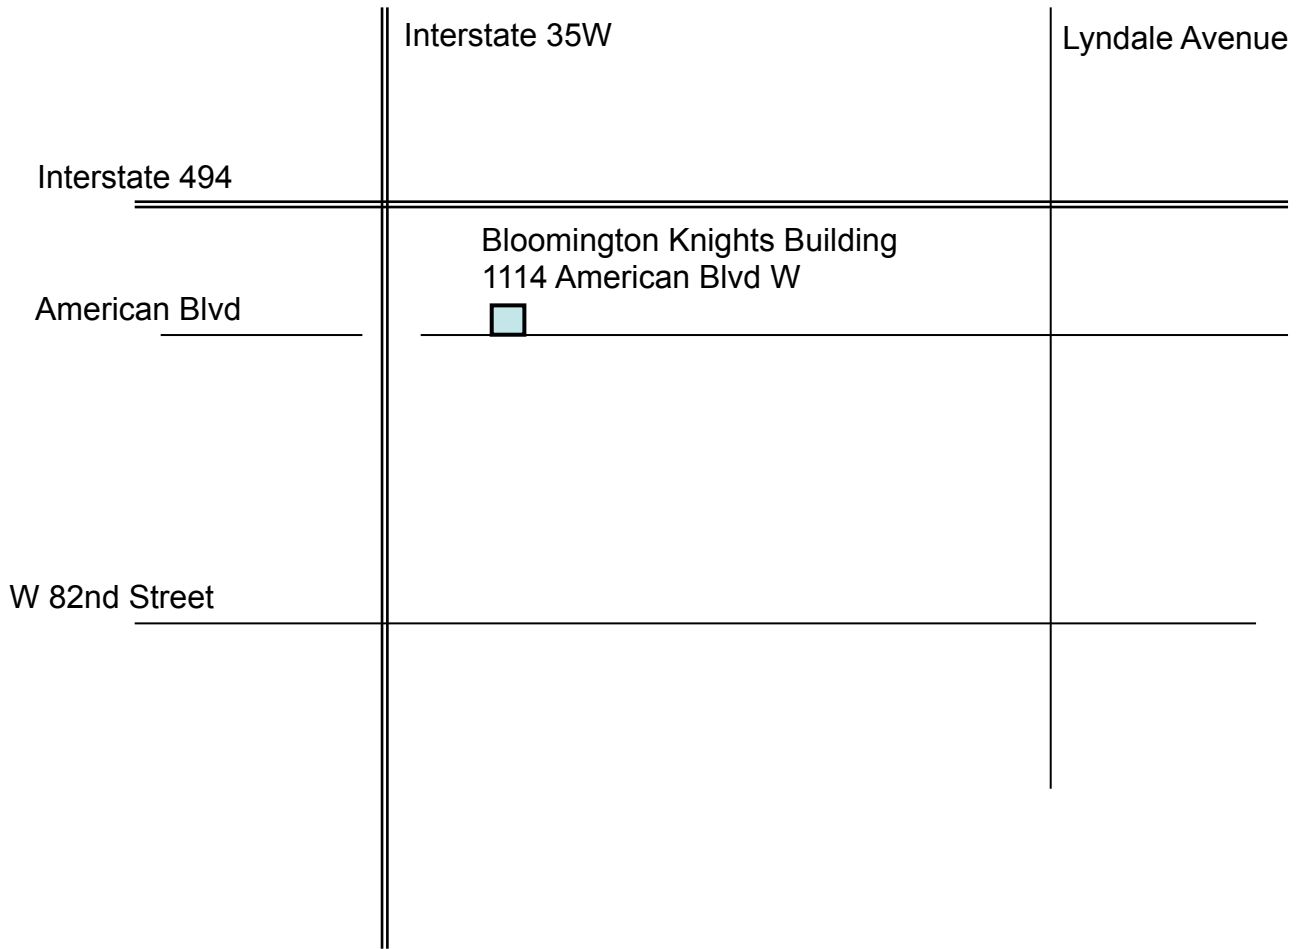 Interstate 35W
Lyndale Avenue
Interstate 494
Bloomington Knights Building
1114 American Blvd W
American Blvd
W 82nd Street